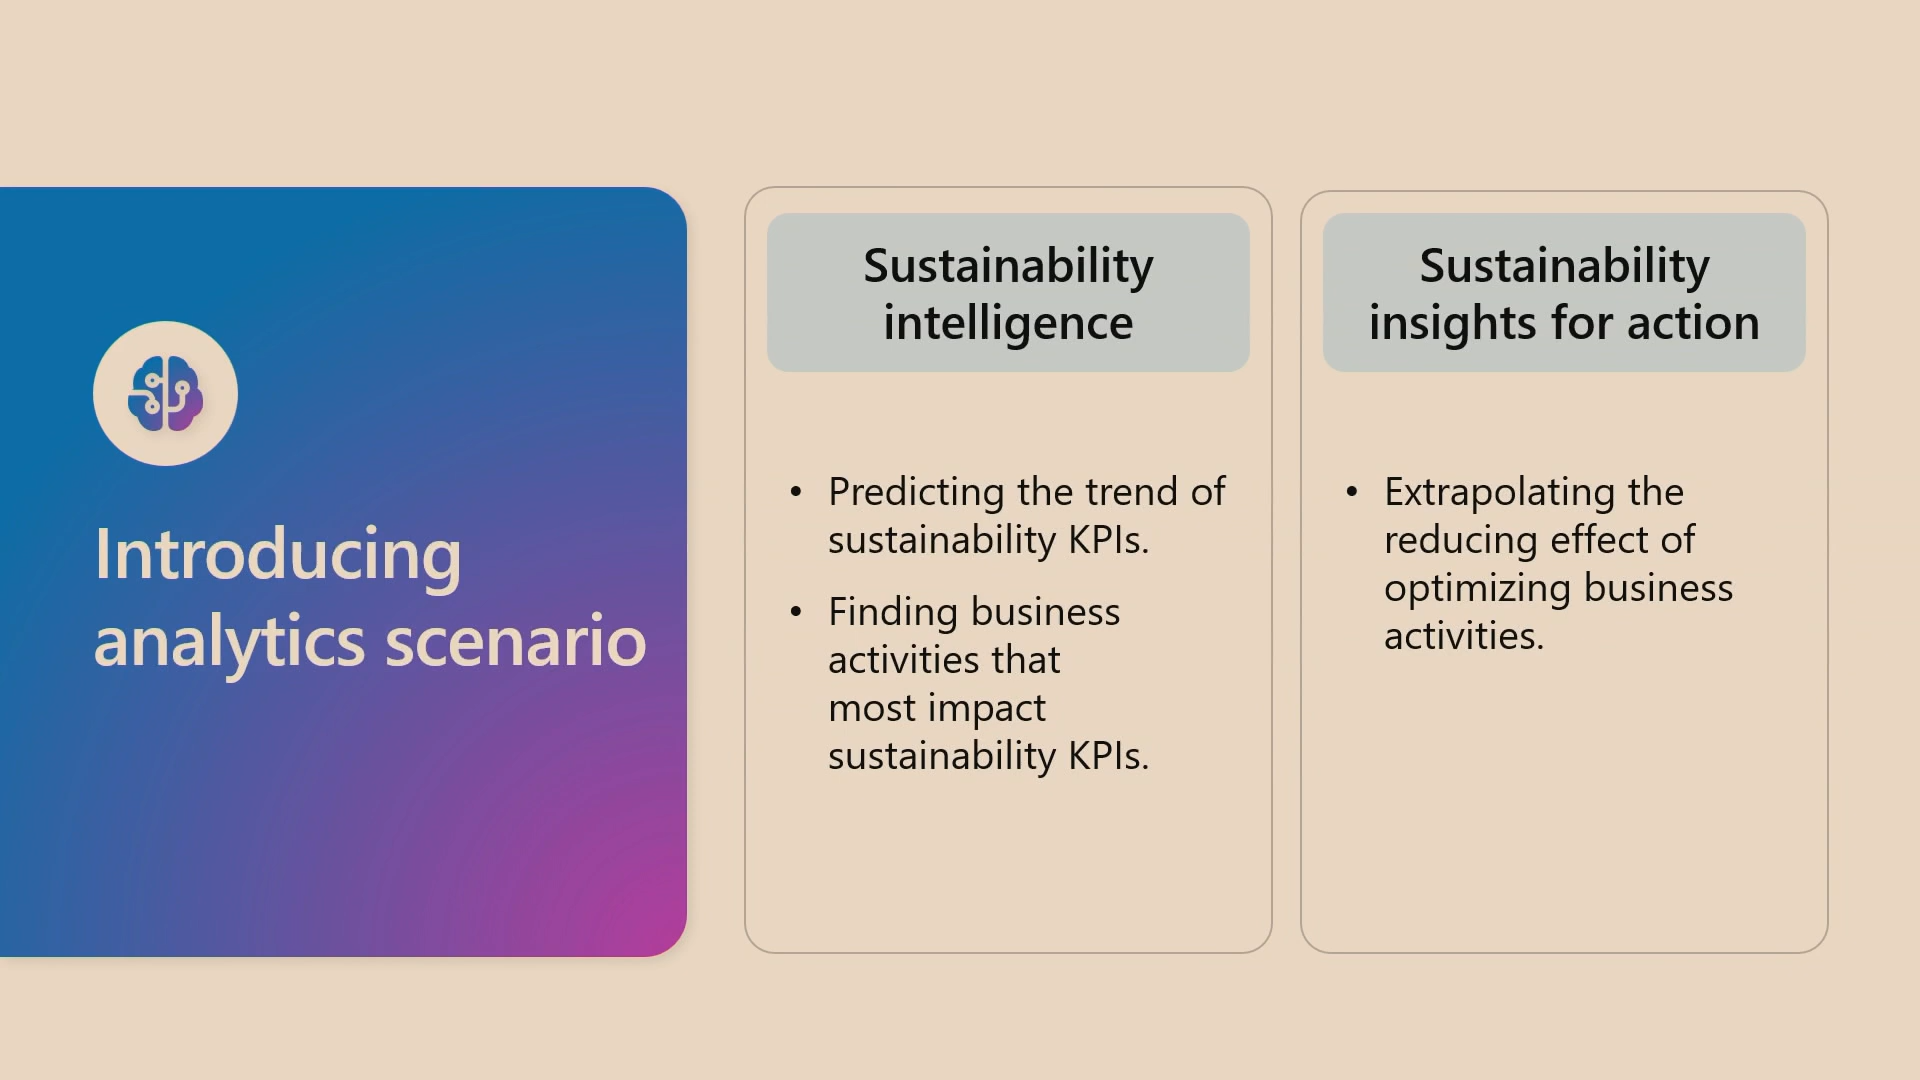 Introducing
analytics scenario
Sustainability
intelligence
• Predicting the trend of
sustainability KPIs.
• Finding business
activities that
most impact
sustainability KPIs.
Sustainability
insights for action
• Extrapolating the
reducing effect of
optimizing business
activities.